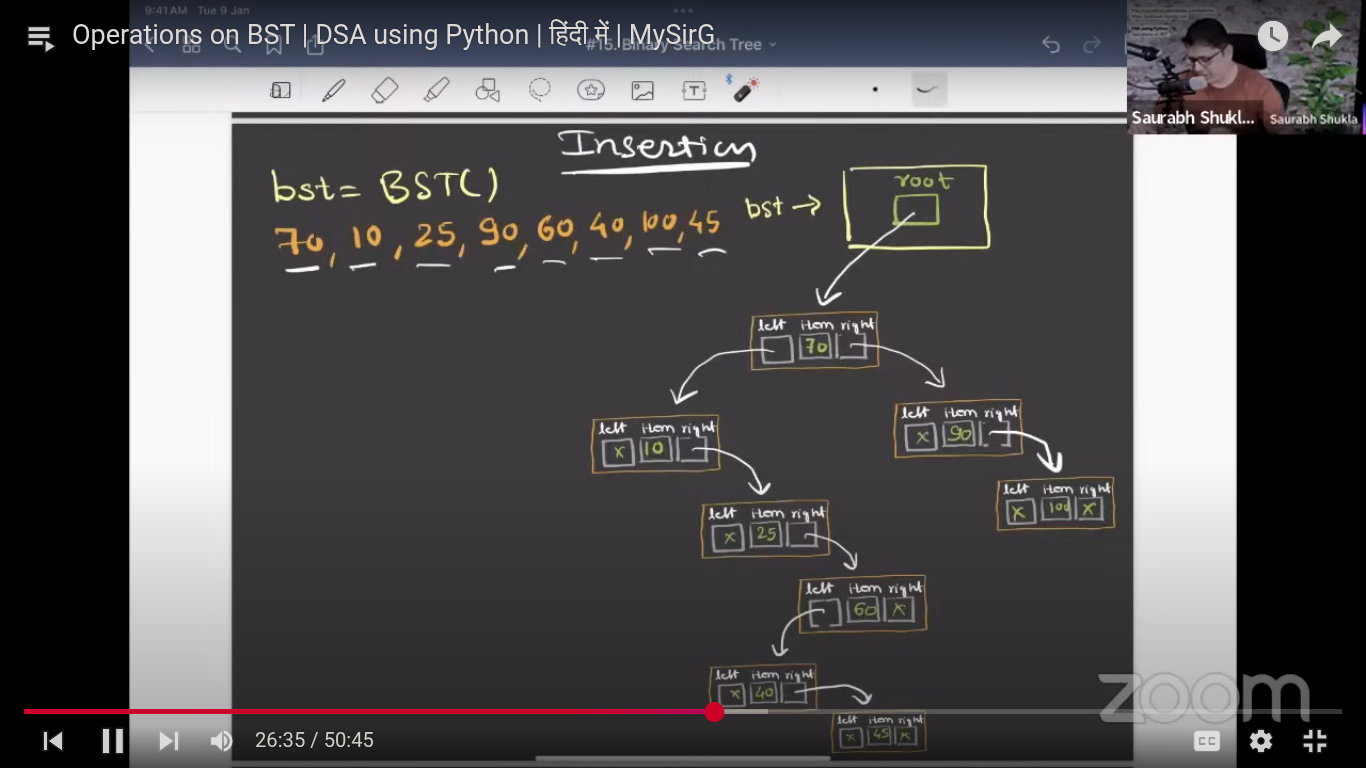 9:41 AM Tue 9 Jan
Operations on BST | DSA using Python | हिंदी में | MySirG
#15. Binary Search Tree
Saurabh Shukl...
Saurabh Shukla
Insertion
bst = BST()
70, 10, 25, 90, 60, 40, 100, 45
bst →
root
left item right
70
left item right
x 10
left item right
x 90
left item right
x 25
left item right
x 100 x
left item right
60 x
left item right
x 40
left item right
x 45 x
zoom
26:35 / 50:45
CC